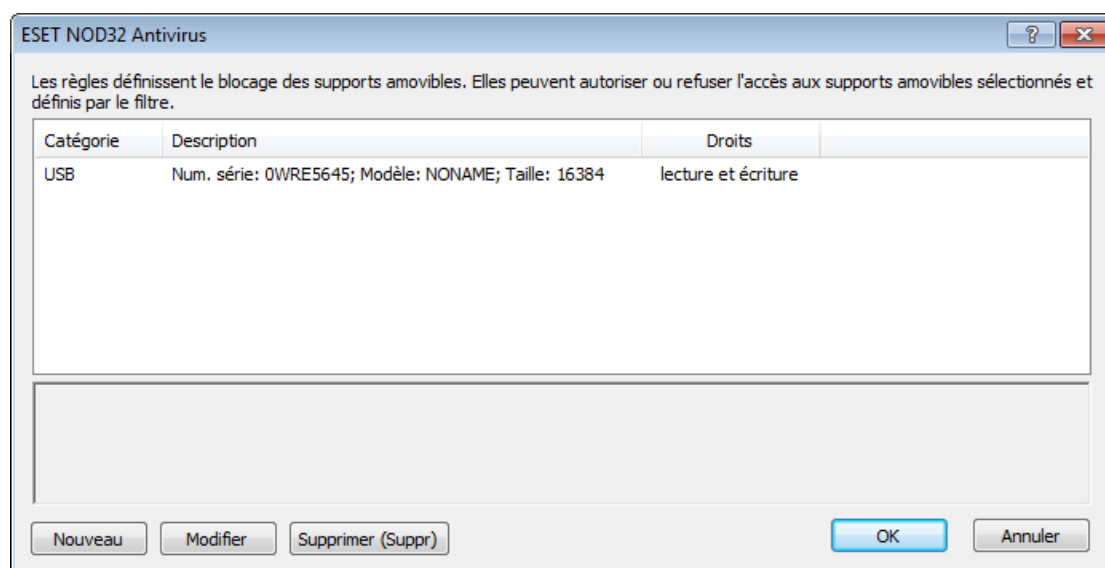 ESET NOD32 Antivirus
Les règles définissent le blocage des supports amovibles. Elles peuvent autoriser ou refuser l'accès aux supports amovibles sélectionnés et
définis par le filtre.
Catégorie Description Droits
USB Num. série: 0WRE5645; Modèle: NONAME; Taille: 16384 lecture et écriture
Nouveau Modifier Supprimer (Suppr) OK Annuler